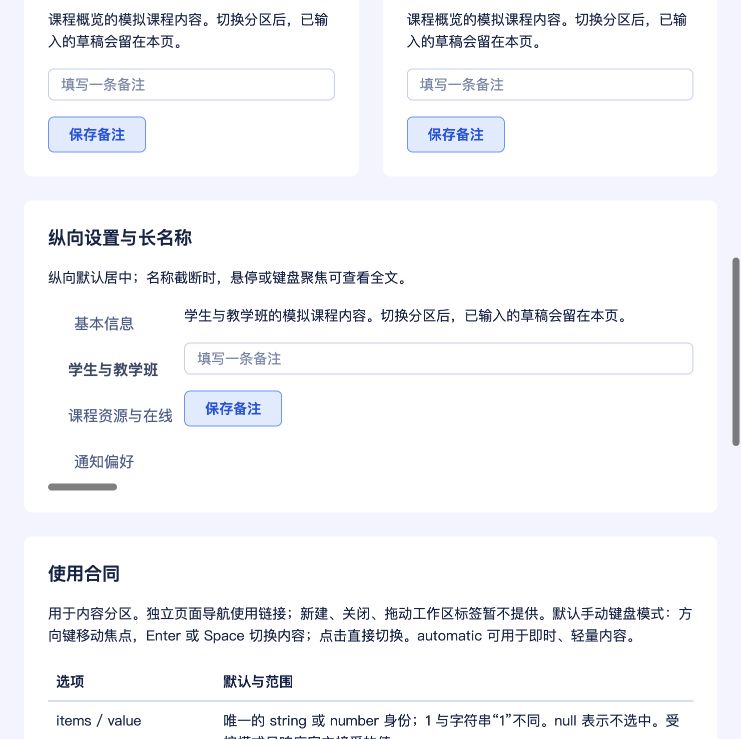 课程概览的模拟课程内容。切换分区后，已输
入的草稿会留在本页。
填写一条备注
保存备注
课程概览的模拟课程内容。切换分区后，已输
入的草稿会留在本页。
填写一条备注
保存备注
纵向设置与长名称
纵向默认居中；名称截断时，悬停或键盘聚焦可查看全文。
基本信息
学生与教学班
课程资源与在线
通知偏好
学生与教学班的模拟课程内容。切换分区后，已输入的草稿会留在本页。
填写一条备注
保存备注
使用合同
用于内容分区。独立页面导航使用链接；新建、关闭、拖动工作区标签暂不提供。默认手动键盘模式：方
向键移动焦点，Enter 或 Space 切换内容；点击直接切换。automatic 可用于即时、轻量内容。
选项 默认与范围
items / value 唯一的 string 或 number 身份；1 与字符串“1”不同。null 表示不选中。受